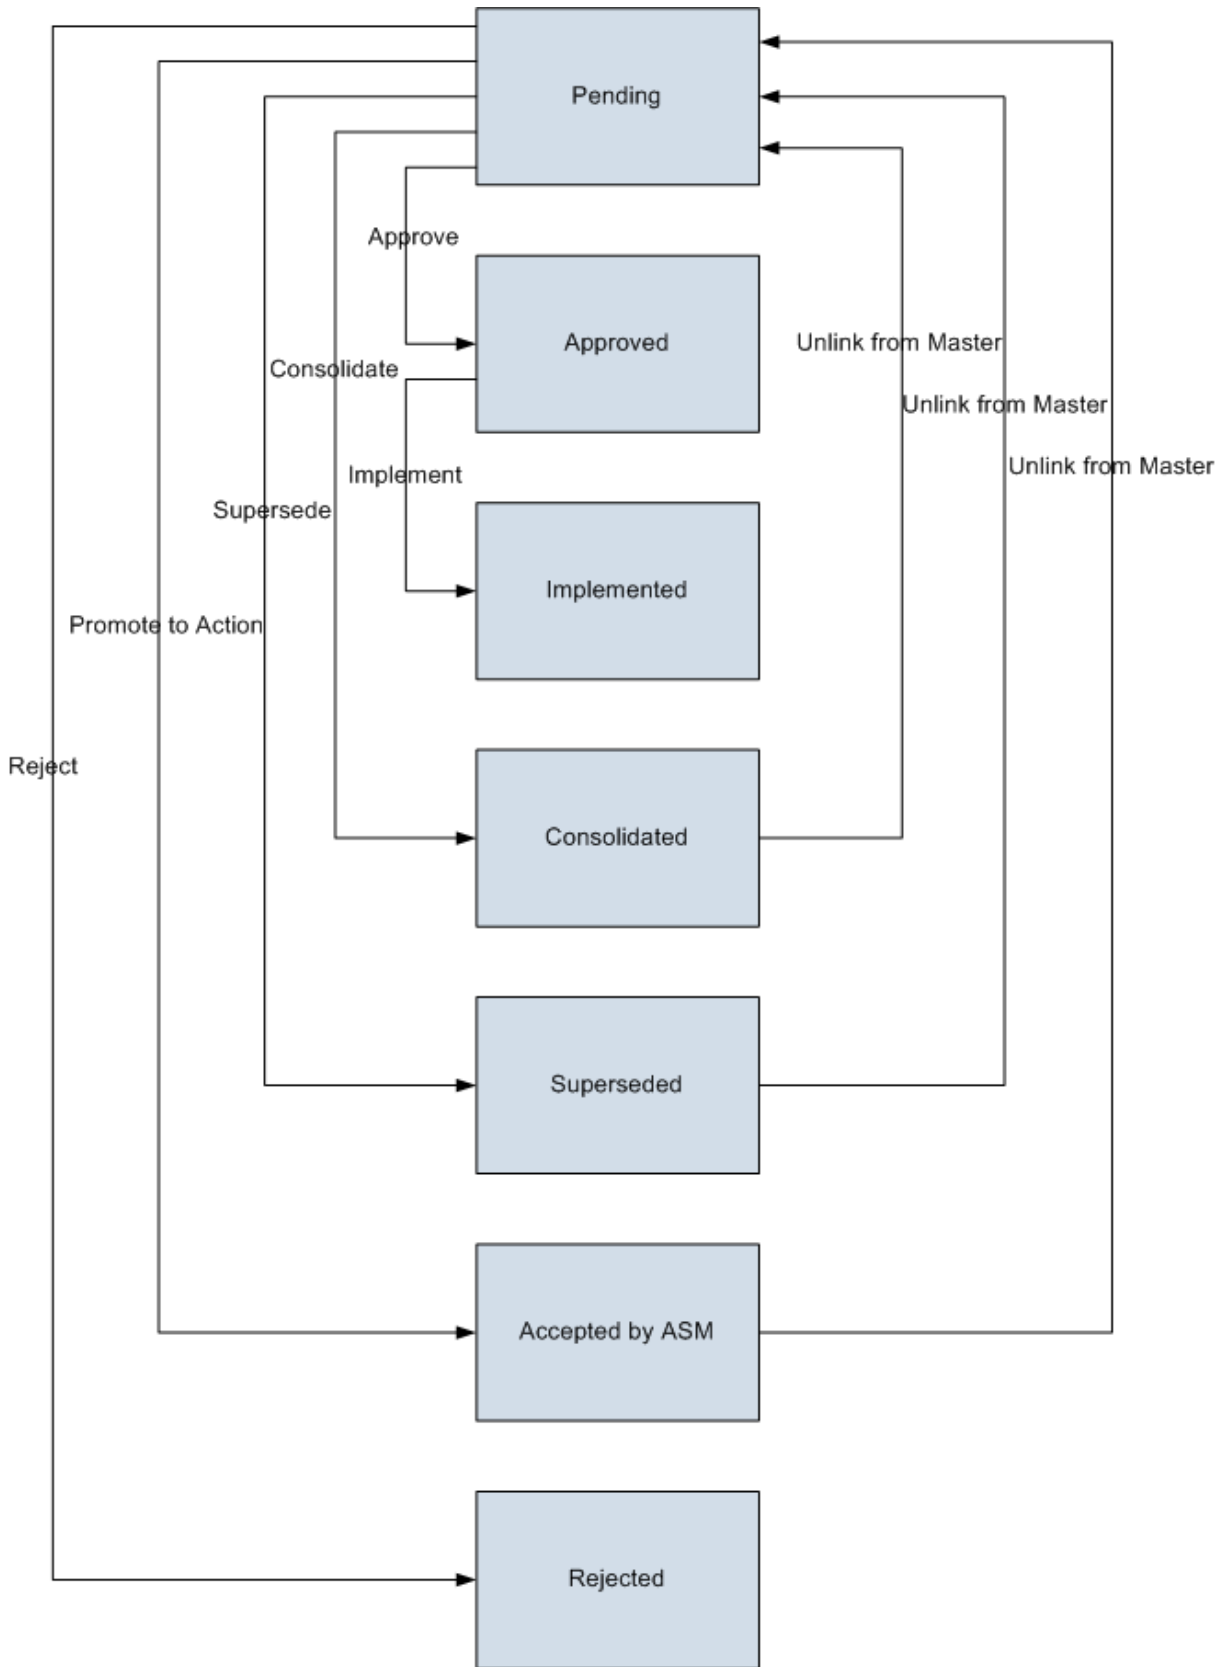 Pending
Approve
Approved
Unlink from Master
Consolidate
Unlink from Master
Implement
Unlink from Master
Supersede
Implemented
Promote to Action
Reject
Consolidated
Superseded
Accepted by ASM
Rejected